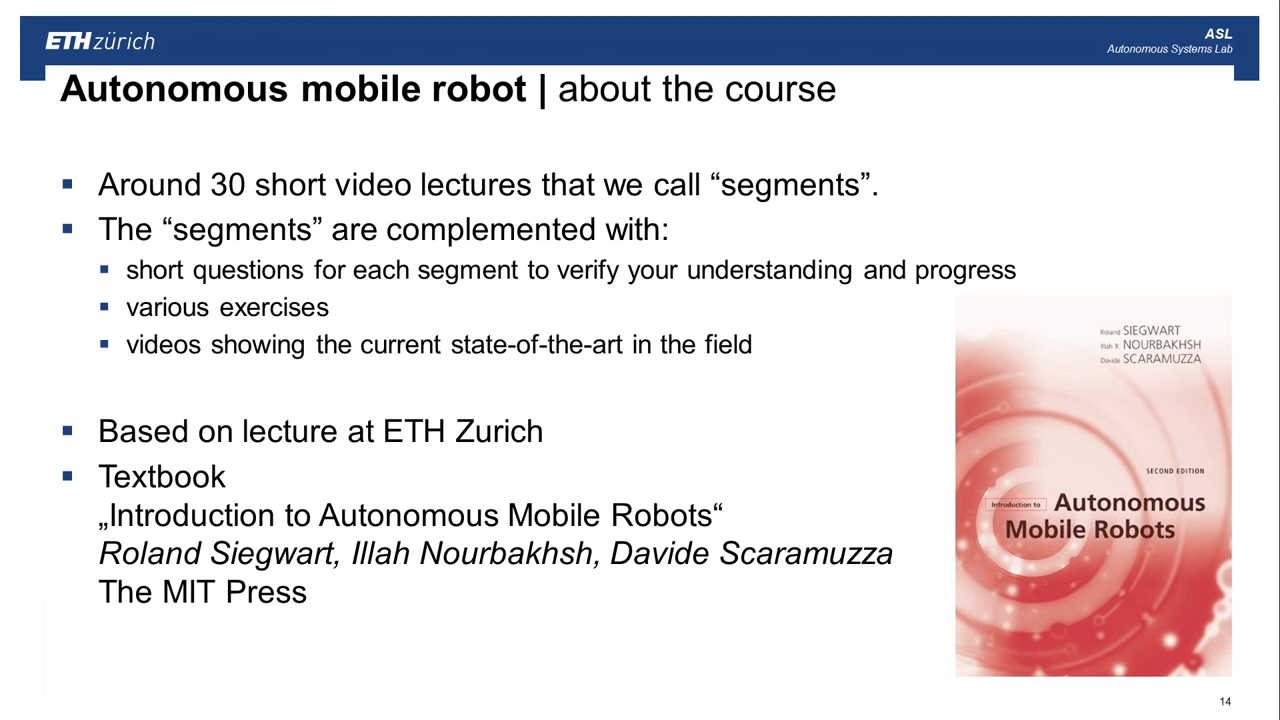 ETH zürich
ASL
Autonomous Systems Lab
Autonomous mobile robot | about the course
▪ Around 30 short video lectures that we call “segments”.
▪ The “segments” are complemented with:
▪ short questions for each segment to verify your understanding and progress
▪ various exercises
▪ videos showing the current state-of-the-art in the field
▪ Based on lecture at ETH Zurich
▪ Textbook
„Introduction to Autonomous Mobile Robots“
Roland Siegwart, Illah Nourbakhsh, Davide Scaramuzza
The MIT Press
Roland SIEGWART
Illah R. NOURBAKHSH
Davide SCARAMUZZA
SECOND EDITION
Introduction to Autonomous
Mobile Robots
14